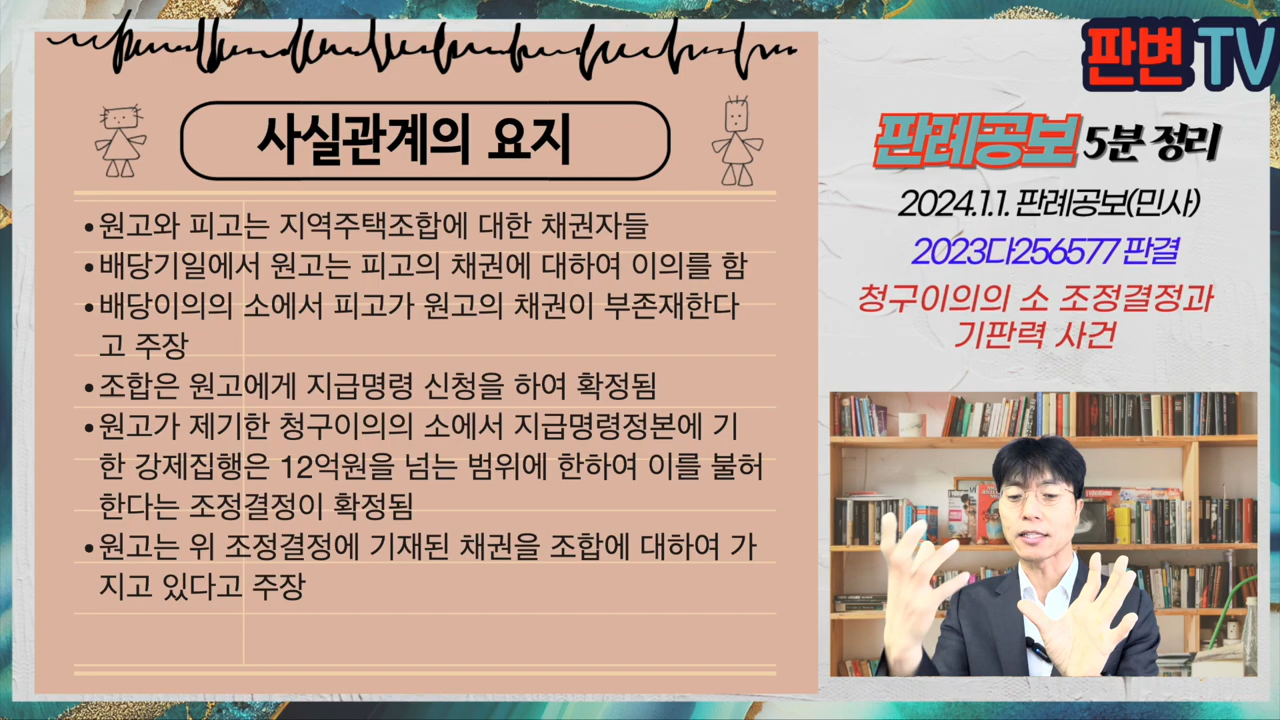 판변 TV
사실관계의 요지
•원고와 피고는 지역주택조합에 대한 채권자들
•배당기일에서 원고는 피고의 채권에 대하여 이의를 함
•배당이의의 소에서 피고가 원고의 채권이 부존재한다
고 주장
•조합은 원고에게 지급명령 신청을 하여 확정됨
•원고가 제기한 청구이의의 소에서 지급명령정본에 기
한 강제집행은 12억원을 넘는 범위에 한하여 이를 불허
한다는 조정결정이 확정됨
•원고는 위 조정결정에 기재된 채권을 조합에 대하여 가
지고 있다고 주장
판례공보 5분 정리
2024.1.1. 판례공보(민사)
2023다256577 판결
청구이의의 소 조정결정과
기판력 사건